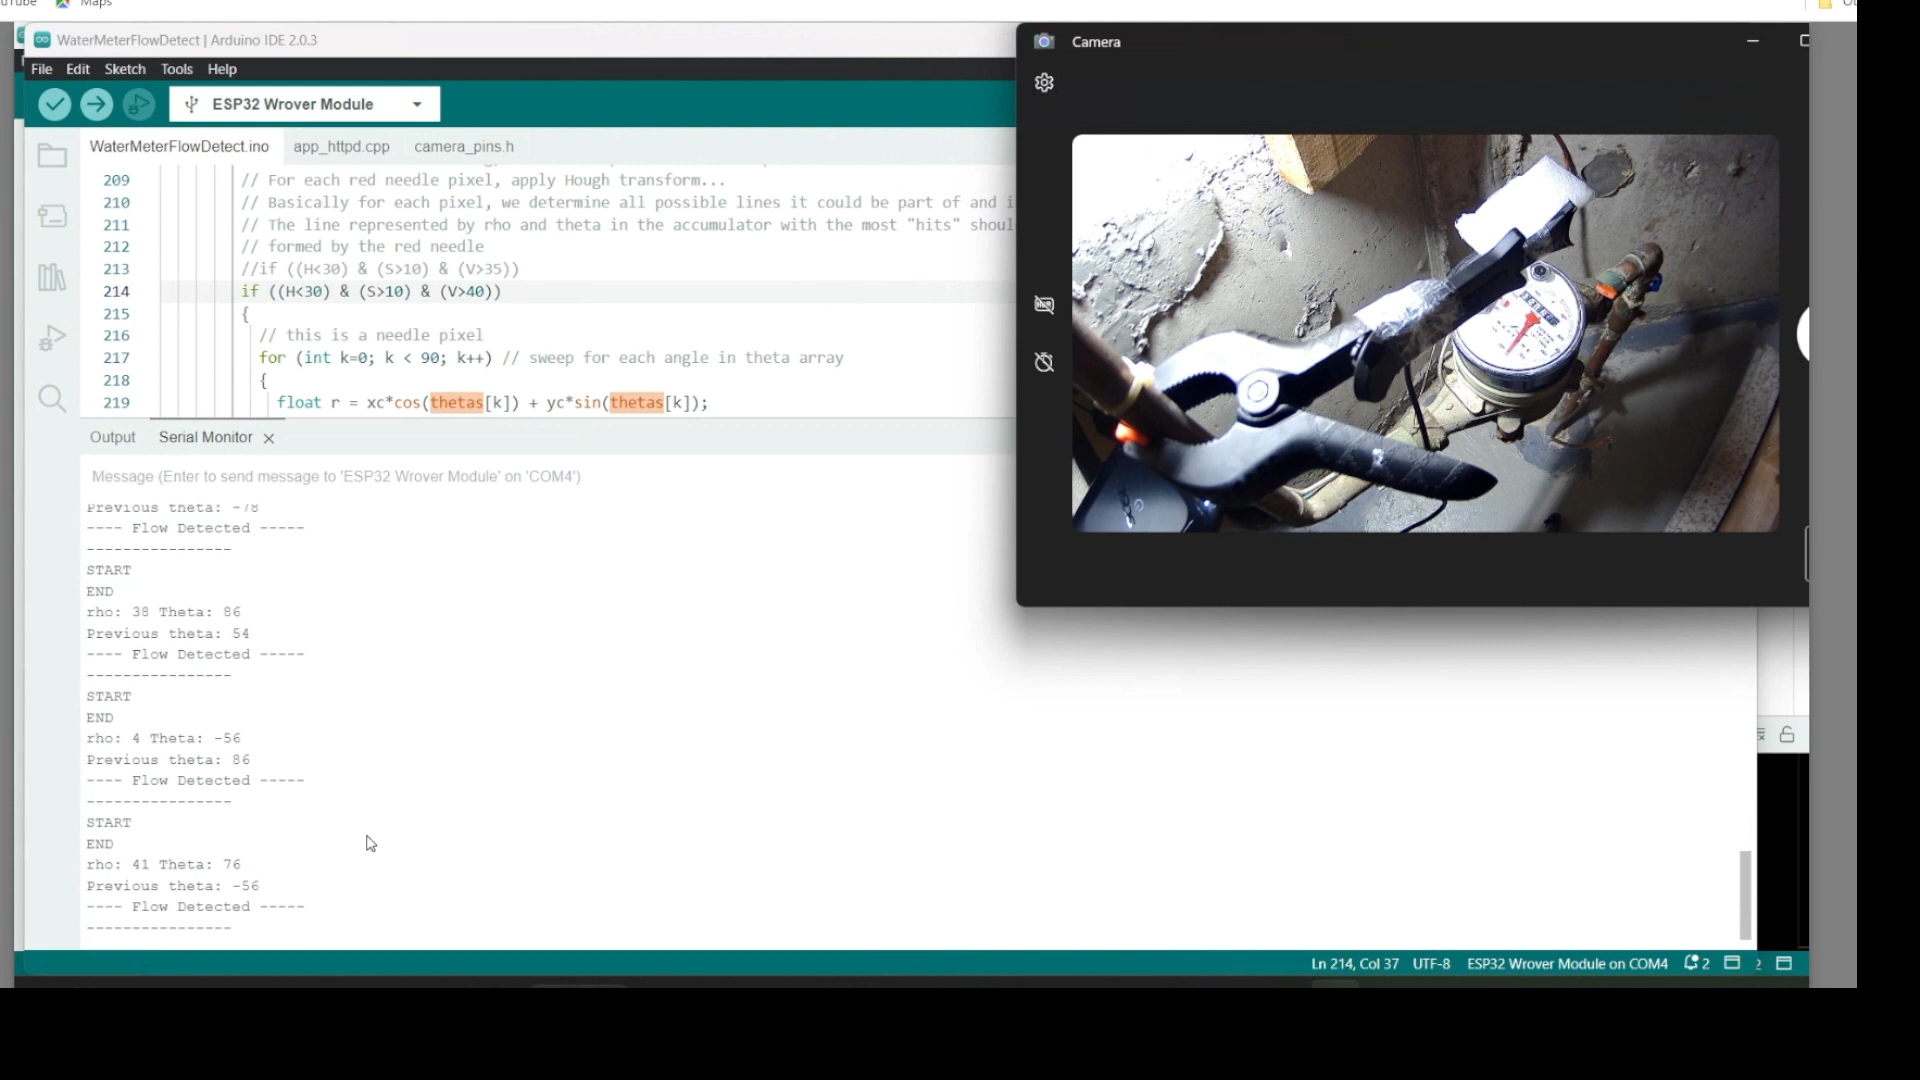 Maps
WaterMeterFlowDetect | Arduino IDE 2.0.3
File Edit Sketch Tools Help
ESP32 Wrover Module
WaterMeterFlowDetect.ino app_httpd.cpp camera_pins.h
209 // For each red needle pixel, apply Hough transform...
210 // Basically for each pixel, we determine all possible lines it could be part of and
211 // The line represented by rho and theta in the accumulator with the most "hits"
212 // formed by the red needle
213 //if ((H<30) & (S>10) & (V>35))
214 if ((H<30) & (S>10) & (V>40))
215 {
216 // this is a needle pixel
217 for (int k=0; k < 90; k++) // sweep for each angle in theta array
218 {
219 float r = xc*cos(thetas[k]) + yc*sin(thetas[k]);
Output Serial Monitor
Message (Enter to send message to 'ESP32 Wrover Module' on 'COM4')
Previous theta: -78
---- Flow Detected -----
----------------
START
END
rho: 38 Theta: 86
Previous theta: 54
---- Flow Detected -----
----------------
START
END
rho: 4 Theta: -56
Previous theta: 86
---- Flow Detected -----
----------------
START
END
rho: 41 Theta: 76
Previous theta: -56
---- Flow Detected -----
----------------
Ln 214, Col 37 UTF-8 ESP32 Wrover Module on COM4 2 2
Camera